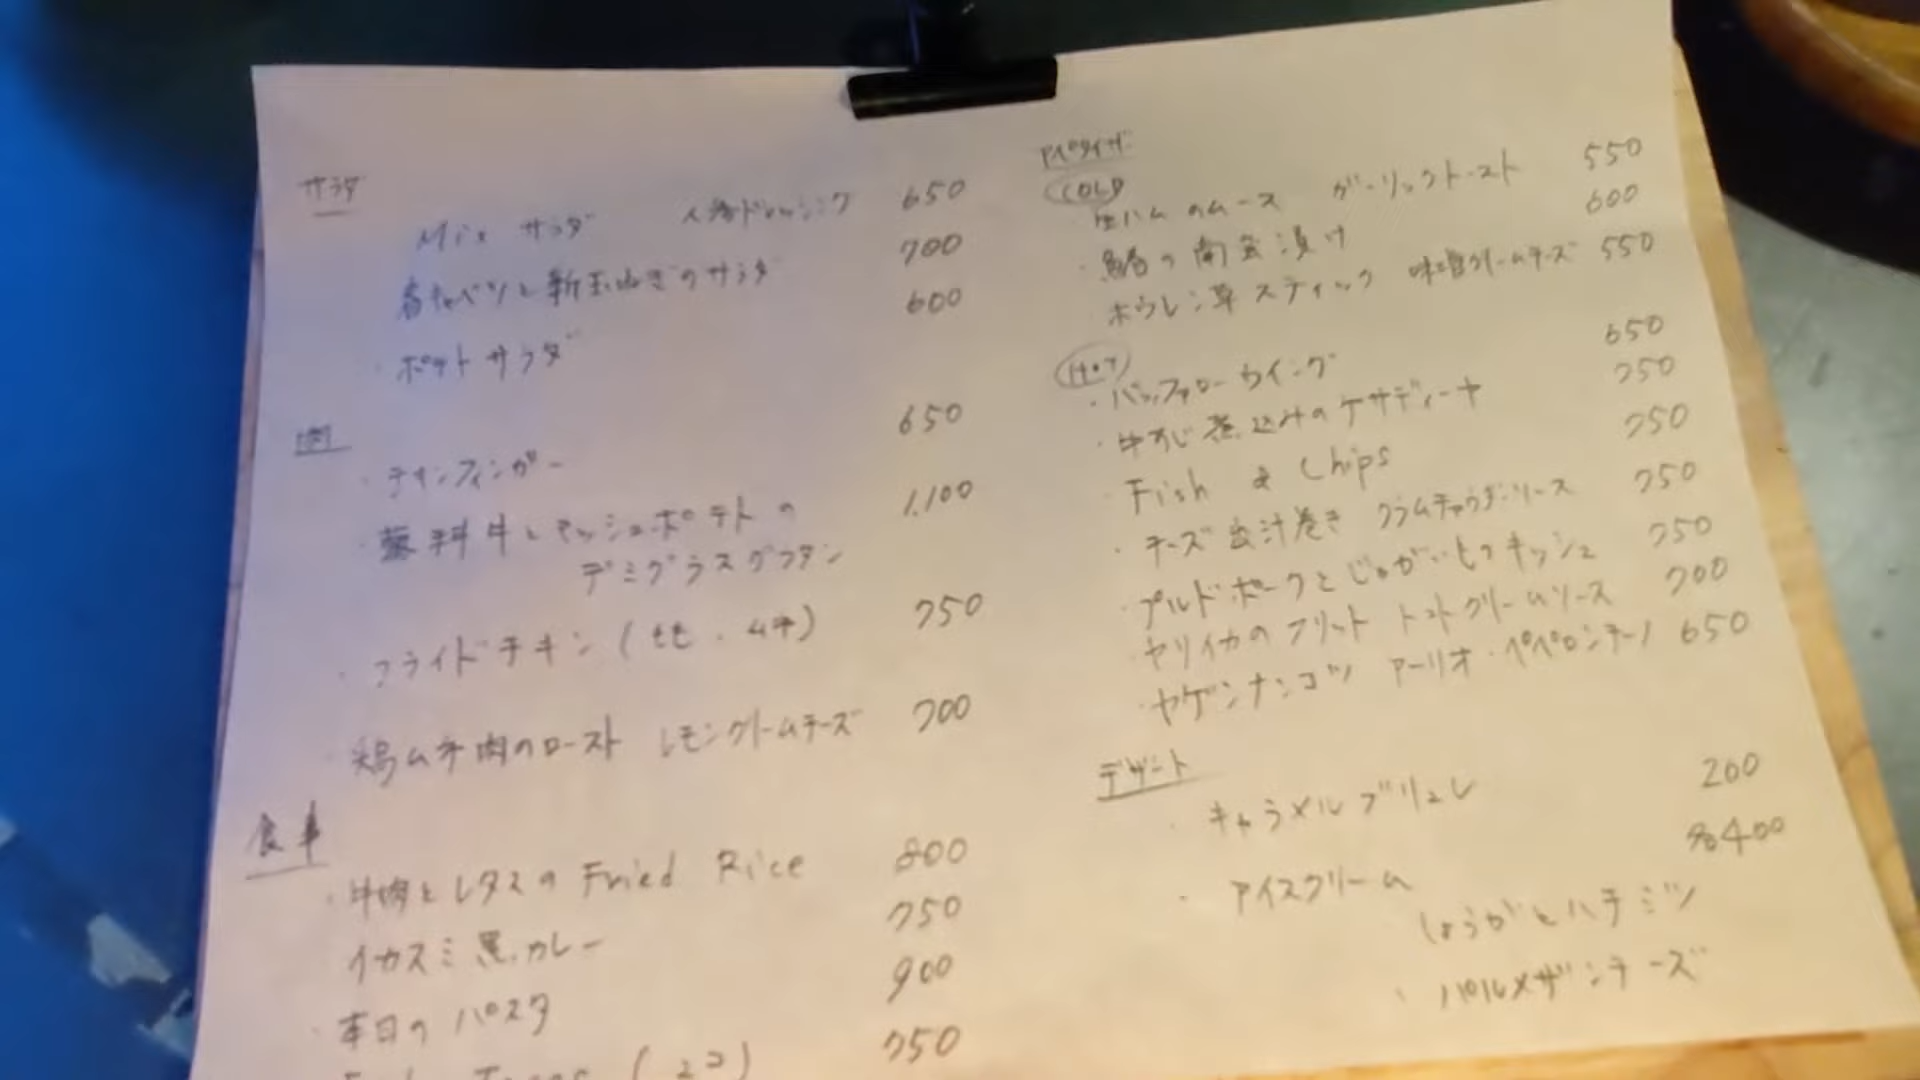 サラダ
Mix サラダ 人参ドレッシング 650
春キャベツと新玉ねぎのサラダ 700
・ポテトサラダ 600
肉
・チキンフィンガー 650
・蓼科牛とマッシュポテトの 1,100
デミグラスグラタン
・フライドチキン (モモ・ムネ) 750
・鶏ムネ肉のロースト レモンクリームチーズ 700
食事
・牛肉とレタスの Fried Rice 800
イカスミ黒カレー 750
・本日のパスタ 900
(2コ) 750
アペタイザー
COLD
・生ハムのムース ガーリックトースト 550
・鯵の南蛮漬け 600
ホウレン草スティック 味噌クリームチーズ 550
HOT
・バッファローウイング 650
・牛すじ煮込みのケサディーヤ 750
・Fish & Chips 750
・チーズ出汁巻き クラムチャウダーソース 750
・プルドポークとじゃがいものキッシュ 750
ヤリイカのフリット トマトクリームソース 700
・ヤゲンナンコツ アーリオ・ペペロンチーノ 650
デザート
・キャラメルブリュレ 200
・アイスクリーム 各400
しょうがとハチミツ
・パルメザンチーズ